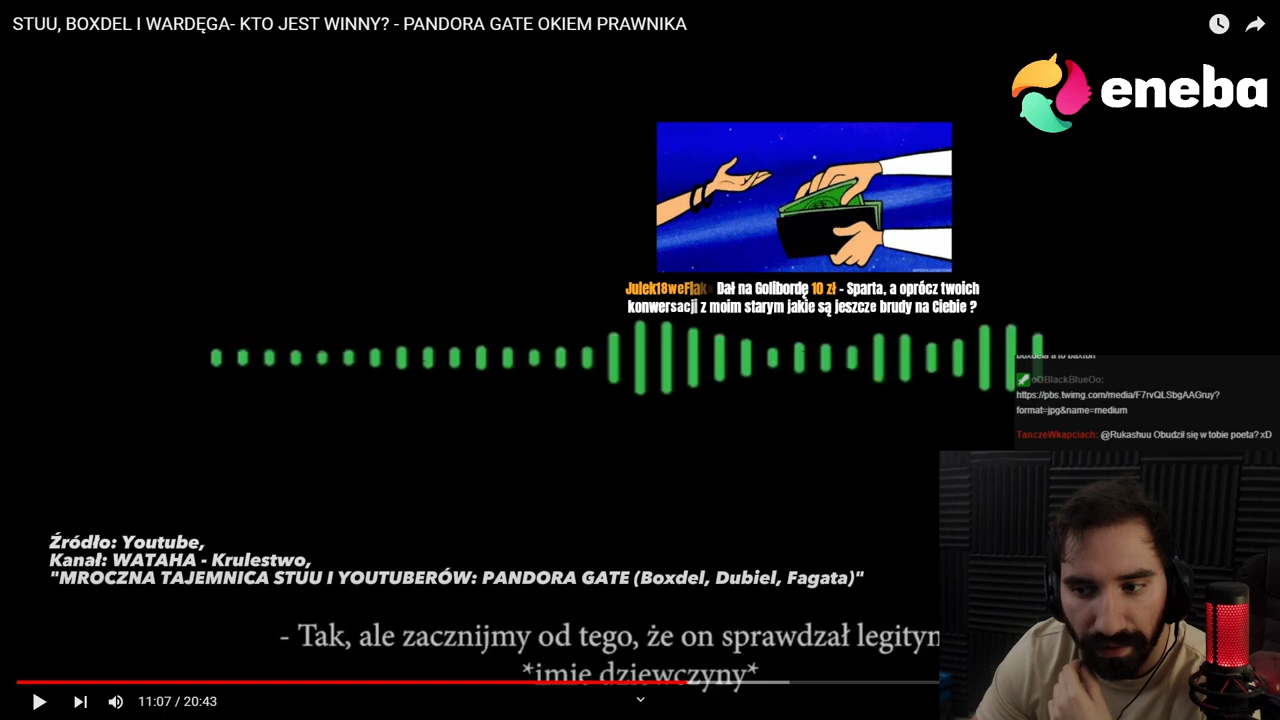 STUU, BOXDEL I WARDĘGA- KTO JEST WINNY? - PANDORA GATE OKIEM PRAWNIKA
eneba
Julek18weFlak Dał na Golibordę 10 zł - Sparta, a oprócz twoich
konwersacji z moim starym jakie są jeszcze brudy na Ciebie ?
oOBlackBlueOo:
https://pbs.twimg.com/media/F7rvQLSbgAAGruy?
format=jpg&name=medium
TanczeWkapciach: @Rukashuu Obudził się w tobie poeta? xD
Źródło: Youtube,
Kanał: WATAHA - Krulestwo,
"MROCZNA TAJEMNICA STUU I YOUTUBERÓW: PANDORA GATE (Boxdel, Dubiel, Fagata)"
- Tak, ale zacznijmy od tego, że on sprawdzał legityn
*imię dziewczyny*
11:07 / 20:43